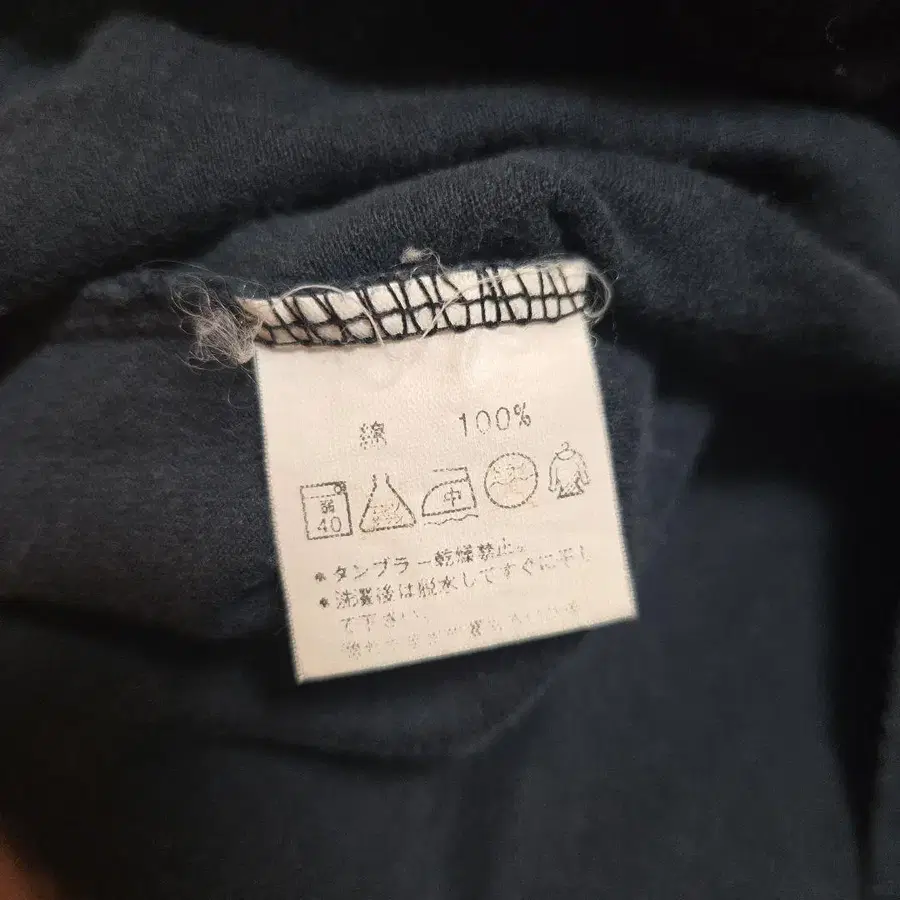 綿 100%
弱 40 中
• タンブラー乾燥禁止。
• 洗濯後は脱水してすぐに干し
て下さい。